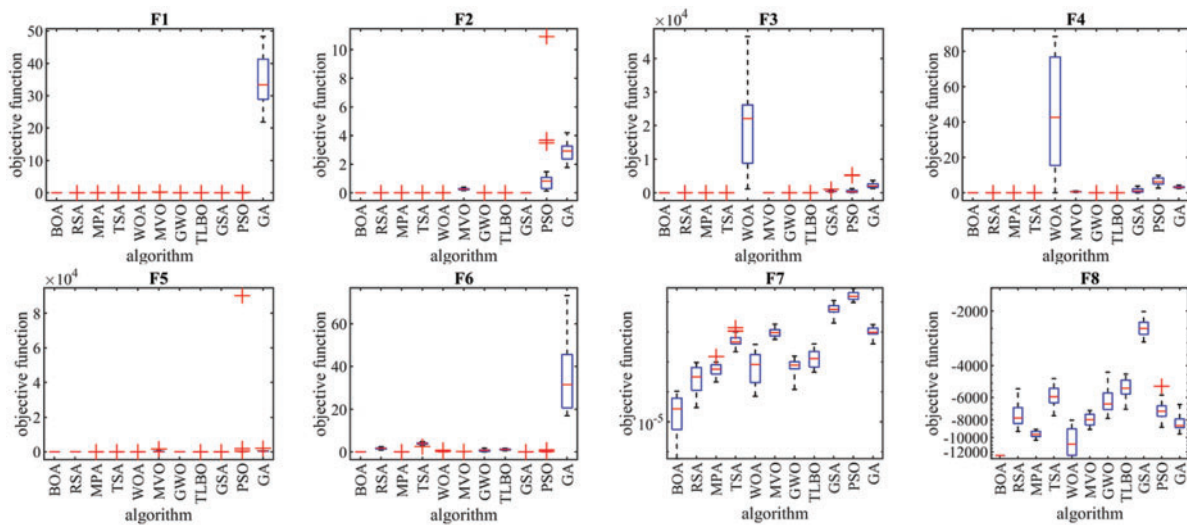 F1
50
40
30
20
10
0
objective function
BOA
RSA
MPA
TSA
WOA
MVO
GWO
TLBO
GSA
PSO
GA
algorithm
F2
10
8
6
4
2
0
objective function
BOA
RSA
MPA
TSA
WOA
MVO
GWO
TLBO
GSA
PSO
GA
algorithm
×10⁴
F3
4
3
2
1
0
objective function
BOA
RSA
MPA
TSA
WOA
MVO
GWO
TLBO
GSA
PSO
GA
algorithm
F4
80
60
40
20
0
objective function
BOA
RSA
MPA
TSA
WOA
MVO
GWO
TLBO
GSA
PSO
GA
algorithm
×10⁴
F5
8
6
4
2
0
objective function
BOA
RSA
MPA
TSA
WOA
MVO
GWO
TLBO
GSA
PSO
GA
algorithm
F6
60
40
20
0
objective function
BOA
RSA
MPA
TSA
WOA
MVO
GWO
TLBO
GSA
PSO
GA
algorithm
F7
10⁻⁵
objective function
BOA
RSA
MPA
TSA
WOA
MVO
GWO
TLBO
GSA
PSO
GA
algorithm
F8
-2000
-4000
-6000
-8000
-10000
-12000
objective function
BOA
RSA
MPA
TSA
WOA
MVO
GWO
TLBO
GSA
PSO
GA
algorithm